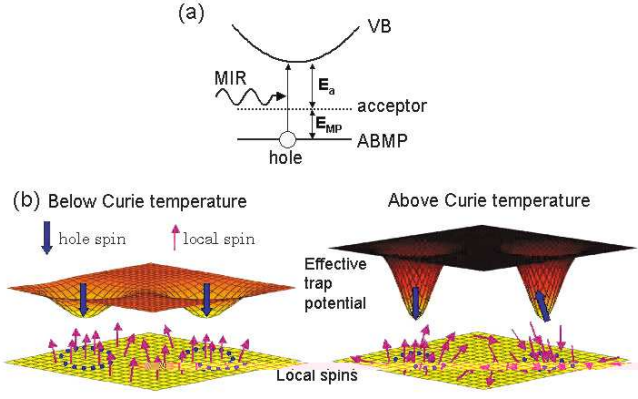 (a)
VB
MIR
Ea
acceptor
EMP
ABMP
hole
(b) Below Curie temperature
Above Curie temperature
hole spin
local spin
Effective
trap
potential
Local spins